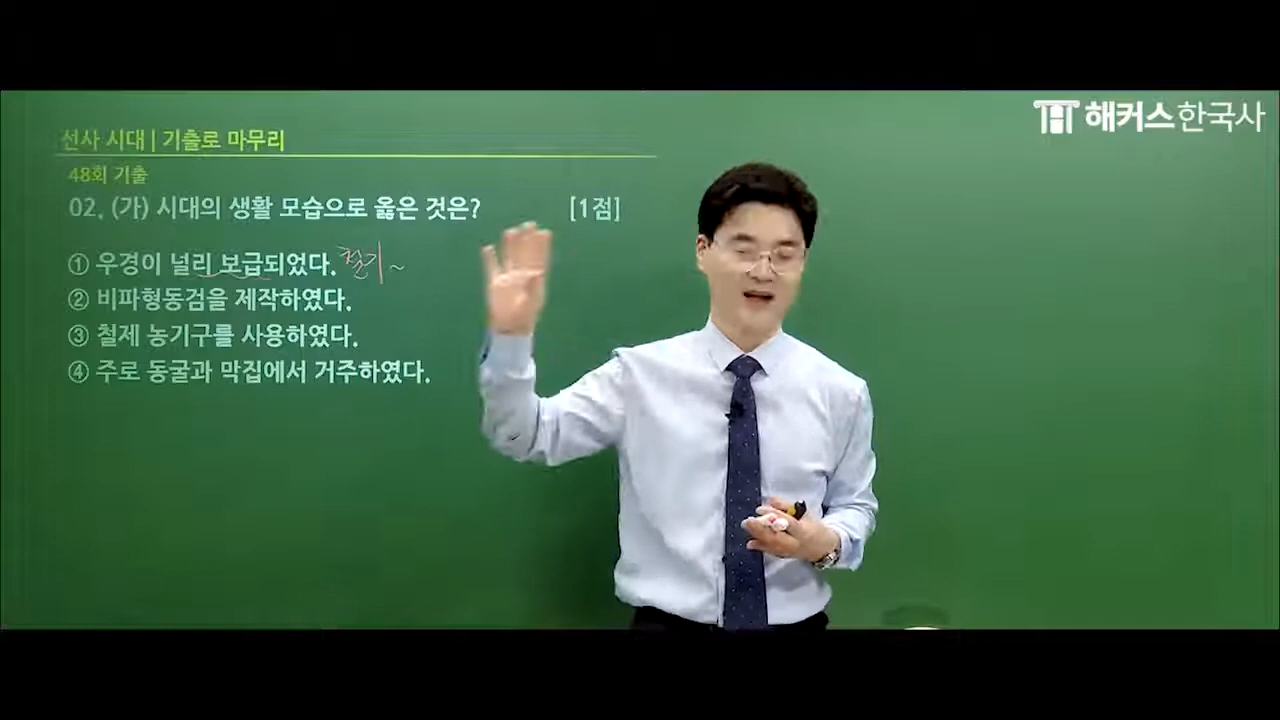 해커스한국사
선사 시대 | 기출로 마무리
48회 기출
02. (가) 시대의 생활 모습으로 옳은 것은? [1점]
① 우경이 널리 보급되었다. 철기~
② 비파형동검을 제작하였다.
③ 철제 농기구를 사용하였다.
④ 주로 동굴과 막집에서 거주하였다.